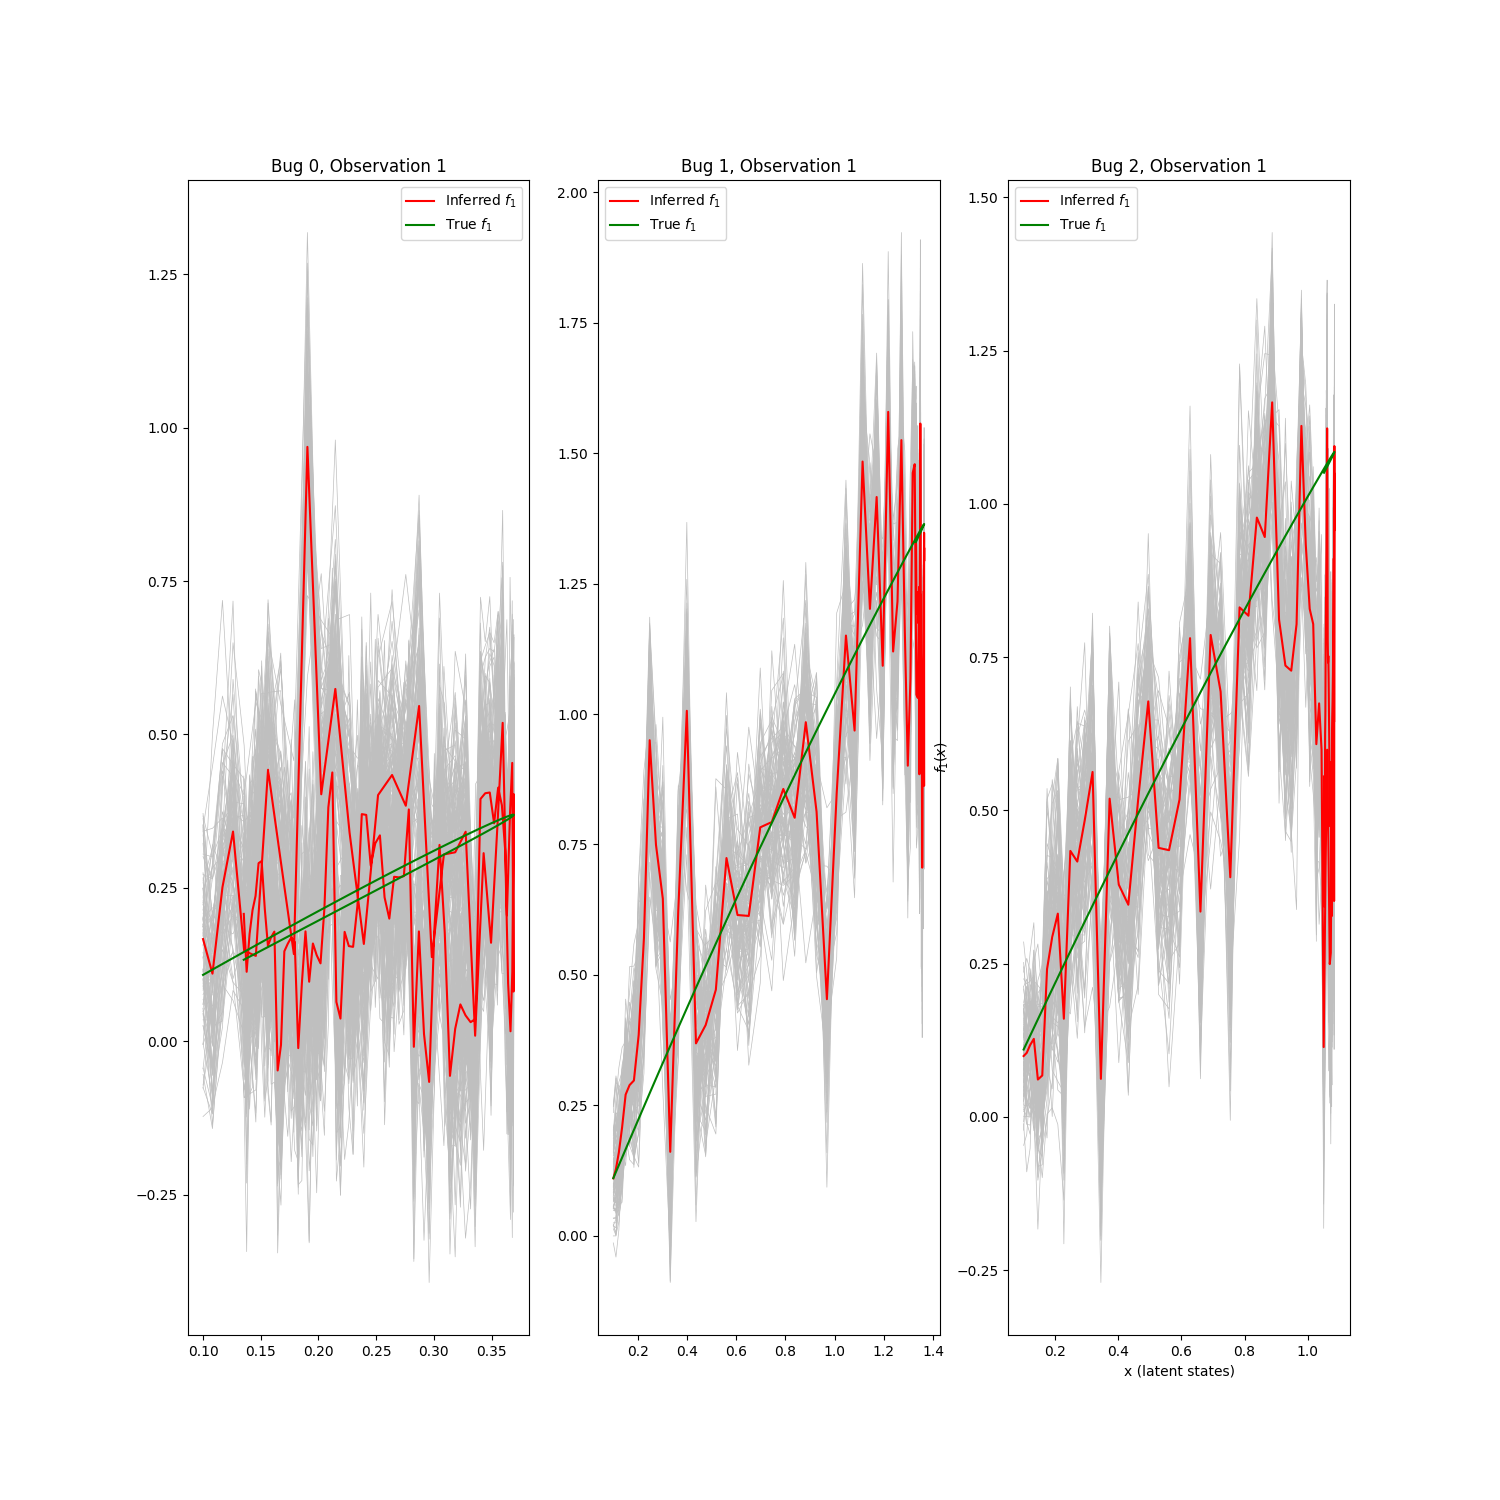 Bug 0, Observation 1
Inferred f₁
True f₁
1.25
1.00
0.75
0.50
0.25
0.00
−0.25
0.10 0.15 0.20 0.25 0.30 0.35
Bug 1, Observation 1
Inferred f₁
True f₁
2.00
1.75
1.50
1.25
1.00
0.75
0.50
0.25
0.00
0.2 0.4 0.6 0.8 1.0 1.2 1.4
Bug 2, Observation 1
Inferred f₁
True f₁
f₁(x)
1.50
1.25
1.00
0.75
0.50
0.25
0.00
−0.25
0.2 0.4 0.6 0.8 1.0
x (latent states)